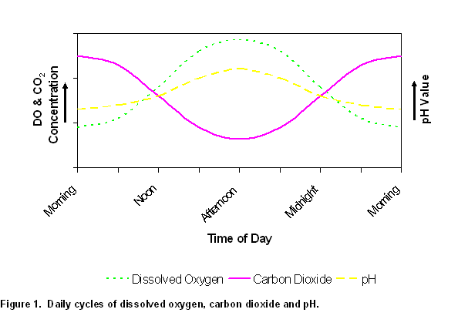 DO & CO2
Concentration
pH Value
Morning
Noon
Afternoon
Midnight
Morning
Time of Day
Dissolved Oxygen
Carbon Dioxide
pH
Figure 1. Daily cycles of dissolved oxygen, carbon dioxide and pH.